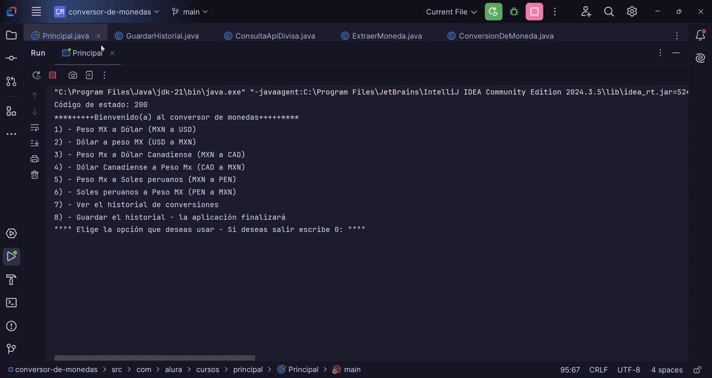 CM conversor-de-monedas main Current File
Principal.java GuardarHistorial.java ConsultaApiDivisa.java ExtraerMoneda.java ConversionDeMoneda.java
Run Principal
"C:\Program Files\Java\jdk-21\bin\java.exe" "-javaagent:C:\Program Files\JetBrains\IntelliJ IDEA Community Edition 2024.3.5\lib\idea_rt.jar=524
Código de estado: 200
*********Bienvenido(a) al conversor de monedas*********
1) - Peso MX a Dólar (MXN a USD)
2) - Dólar a peso MX (USD a MXN)
3) - Peso Mx a Dólar Canadiense (MXN a CAD)
4) - Dólar Canadiense a Peso Mx (CAD a MXN)
5) - Peso Mx a Soles peruanos (MXN a PEN)
6) - Soles peruanos a Peso MX (PEN a MXN)
7) - Ver el historial de conversiones
8) - Guardar el historial - la aplicación finalizará
°°°° Elige la opción que deseas usar - Si deseas salir escribe 0: °°°°
conversor-de-monedas > src > com > alura > cursos > principal > Principal > main 95:67 CRLF UTF-8 4 spaces